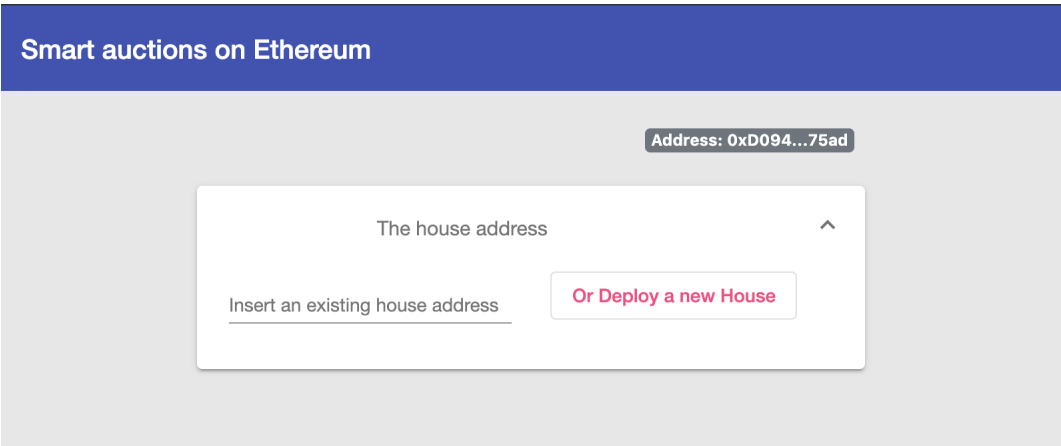 Smart auctions on Ethereum
Address: 0xD094...75ad
The house address
Insert an existing house address
Or Deploy a new House